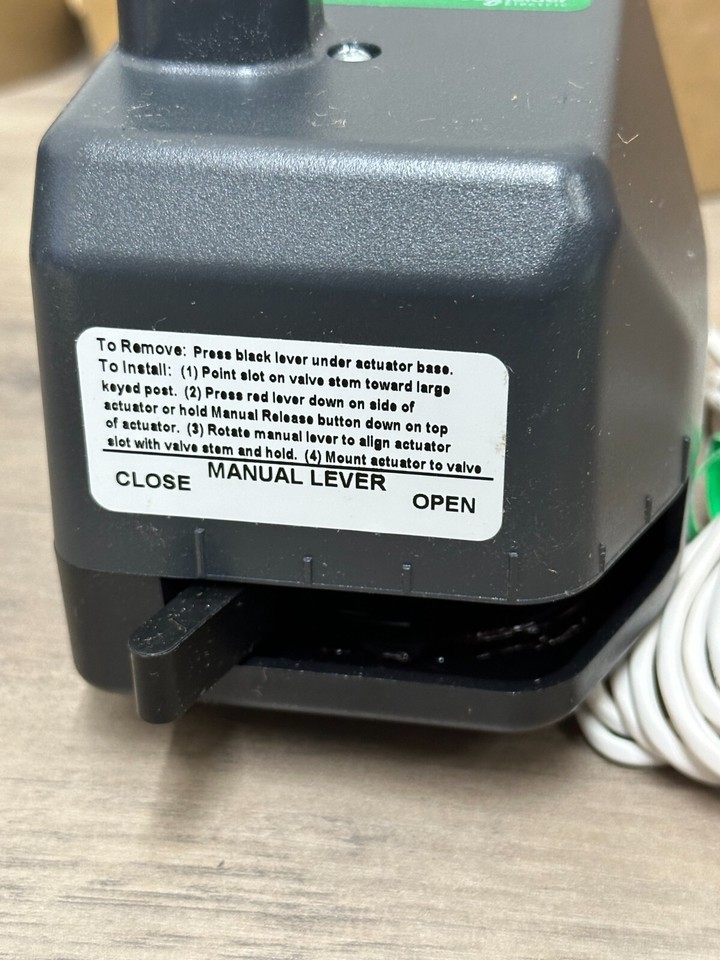 Electric
To Remove: Press black lever under actuator base.
To Install: (1) Point slot on valve stem toward large
keyed post. (2) Press red lever down on side of
actuator or hold Manual Release button down on top
of actuator. (3) Rotate manual lever to align actuator
slot with valve stem and hold. (4) Mount actuator to valve
CLOSE MANUAL LEVER OPEN